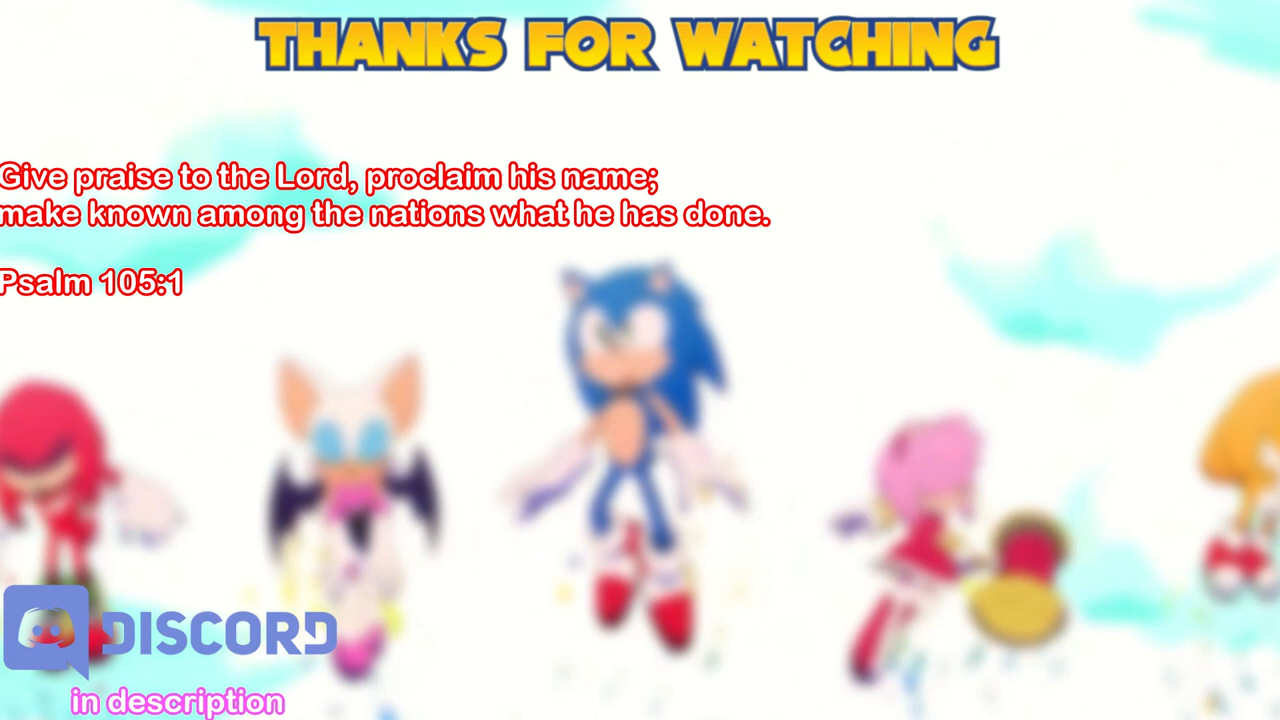 THANKS FOR WATCHING
Give praise to the Lord, proclaim his name;
make known among the nations what he has done.
Psalm 105:1
DISCORD
in description